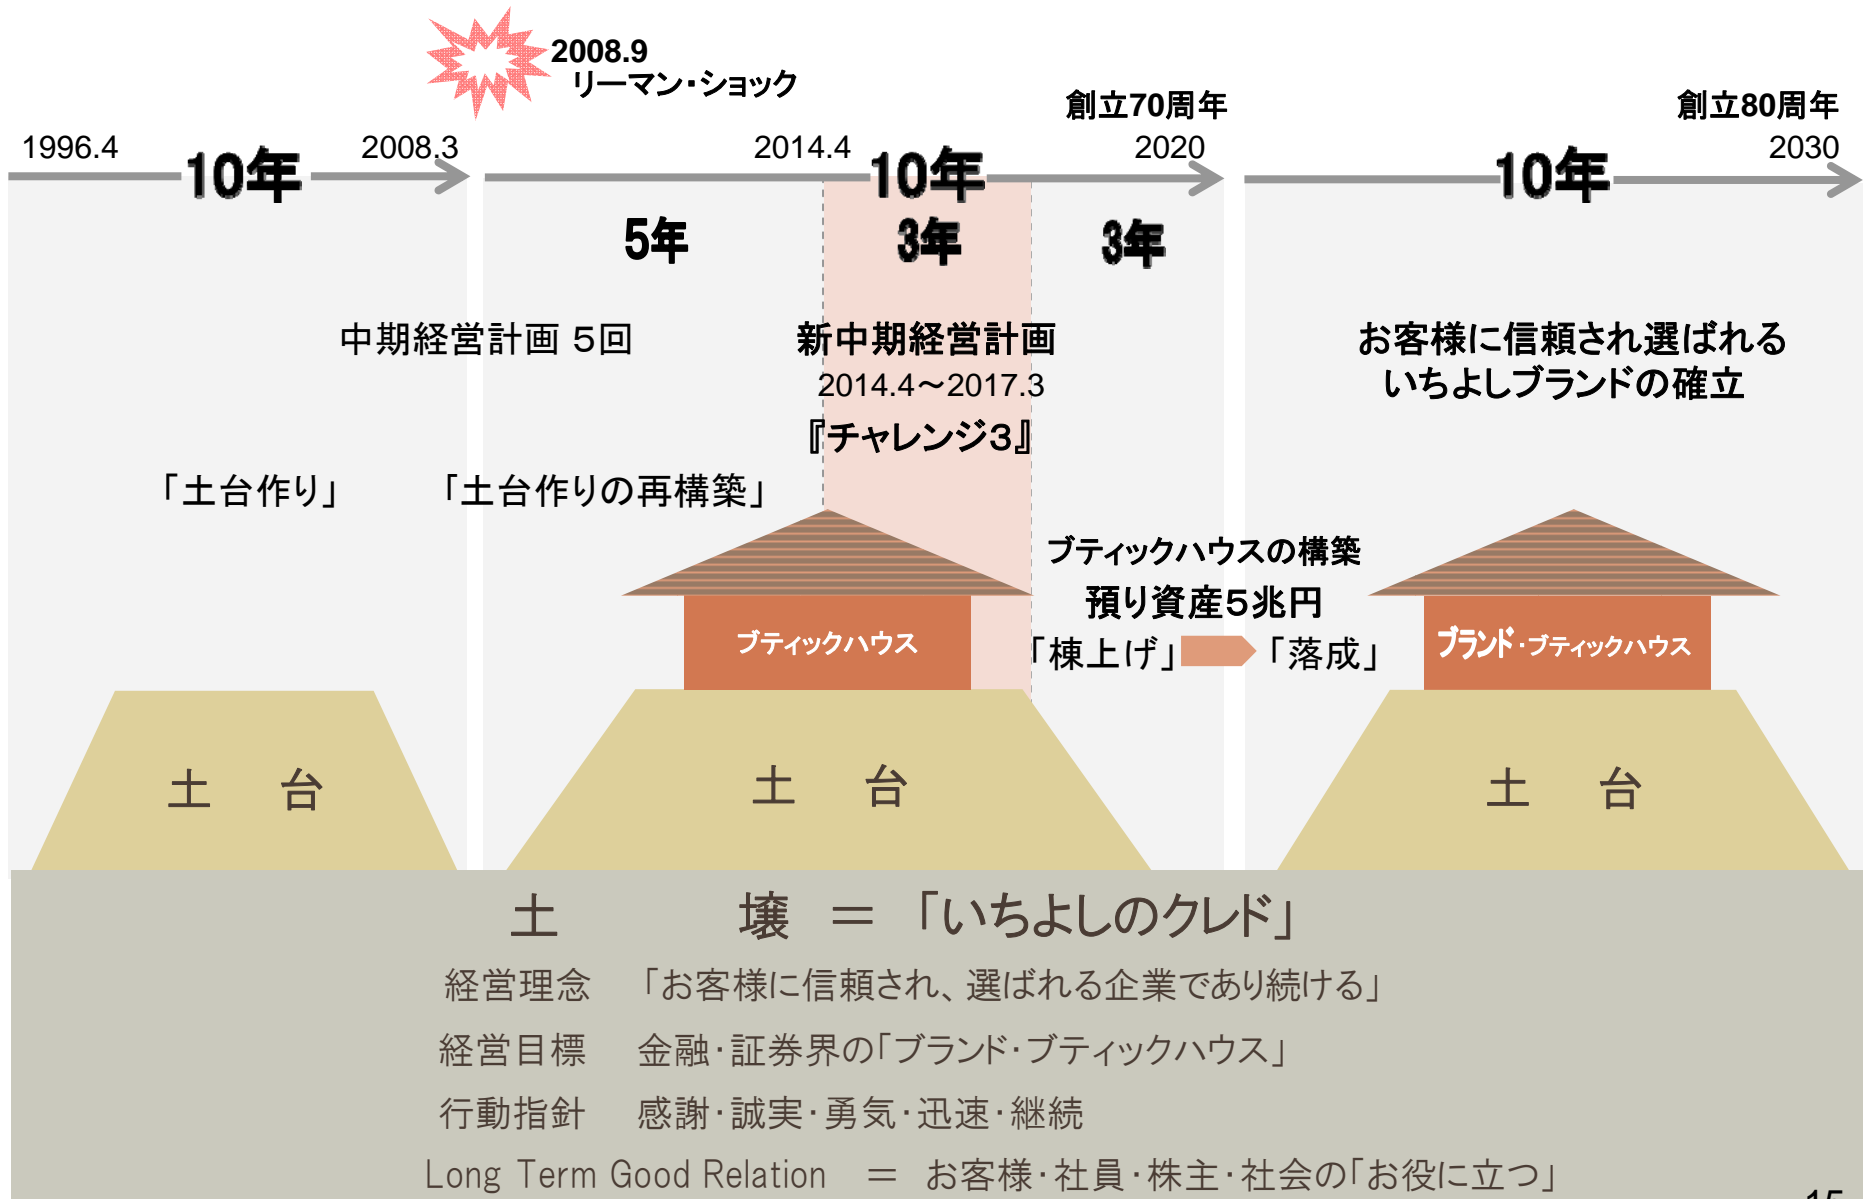 2008.9
リーマン・ショック
創立70周年
創立80周年
1996.4
10年
2008.3
2014.4
10年
2020
10年
2030
5年
3年
3年
中期経営計画 5回
新中期経営計画
2014.4～2017.3
『チャレンジ3』
お客様に信頼され選ばれる
いちよしブランドの確立
「土台作り」
「土台作りの再構築」
ブティックハウスの構築
預り資産5兆円
「棟上げ」
「落成」
ブティックハウス
ブランド・ブティックハウス
土 台
土 台
土 台
土 壌 ＝ 「いちよしのクレド」
経営理念 「お客様に信頼され、選ばれる企業であり続ける」
経営目標 金融・証券界の「ブランド・ブティックハウス」
行動指針 感謝・誠実・勇気・迅速・継続
Long Term Good Relation ＝ お客様・社員・株主・社会の「お役に立つ」
15